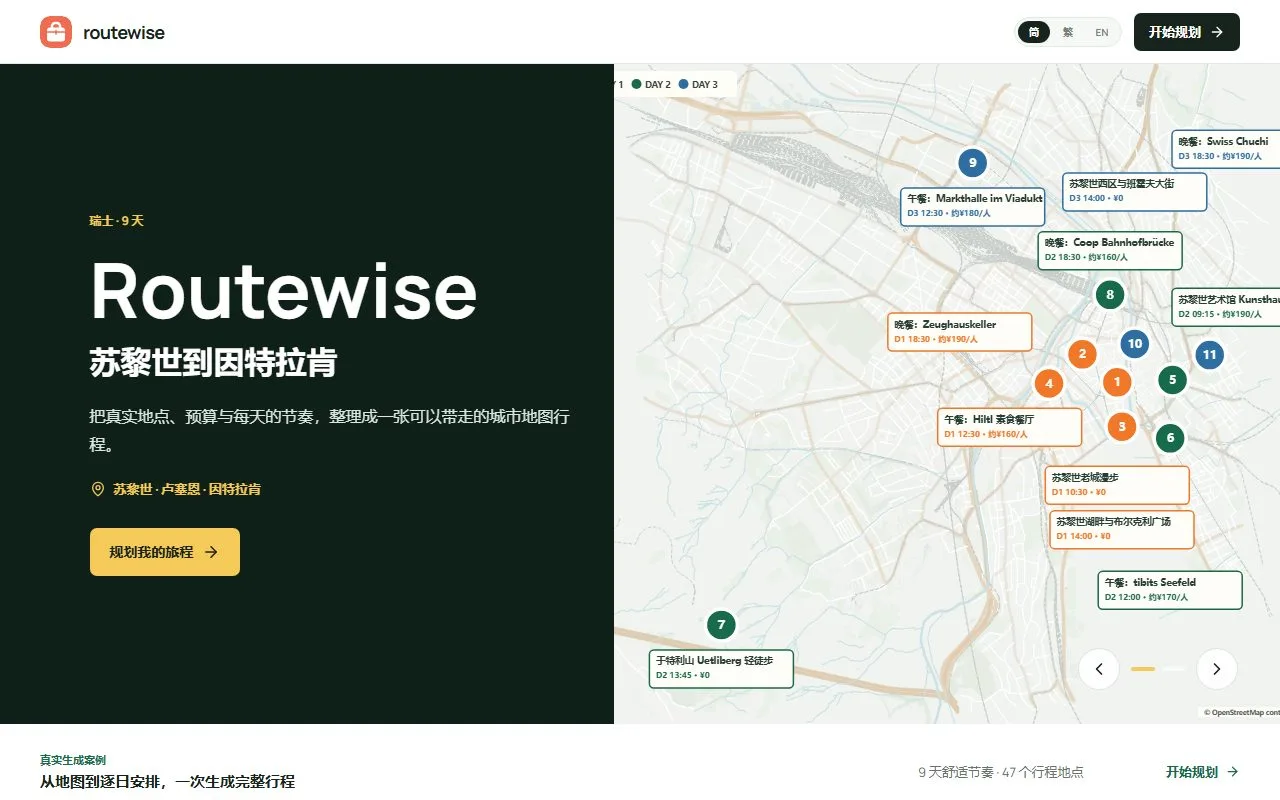 routewise
简 繁 EN
开始规划
瑞士 · 9 天
Routewise
苏黎世到因特拉肯
把真实地点、预算与每天的节奏，整理成一张可以带走的城市地图行
程。
苏黎世 · 卢塞恩 · 因特拉肯
规划我的旅程
Y 1 DAY 2 DAY 3
晚餐：Swiss Chuchi
D3 18:30 • 约¥190/人
9
苏黎世西区与班霍夫大街
D3 14:00 • ¥0
午餐：Markthalle im Viadukt
D3 12:30 • 约¥180/人
晚餐：Coop Bahnhofbrücke
D2 18:30 • 约¥160/人
8
苏黎世艺术馆 Kunsthau
D2 09:15 • 约¥190/人
晚餐：Zeughauskeller
D1 18:30 • 约¥190/人
2
10
11
4
1
5
午餐：Hiltl 素食餐厅
D1 12:30 • 约¥160/人
3
6
苏黎世老城漫步
D1 10:30 • ¥0
苏黎世湖畔与布尔克利广场
D1 14:00 • ¥0
午餐：tibits Seefeld
D2 12:00 • 约¥170/人
7
于特利山 Uetliberg 轻徒步
D2 13:45 • ¥0
© OpenStreetMap cont
真实生成案例
从地图到逐日安排，一次生成完整行程
9 天舒适节奏 · 47 个行程地点
开始规划